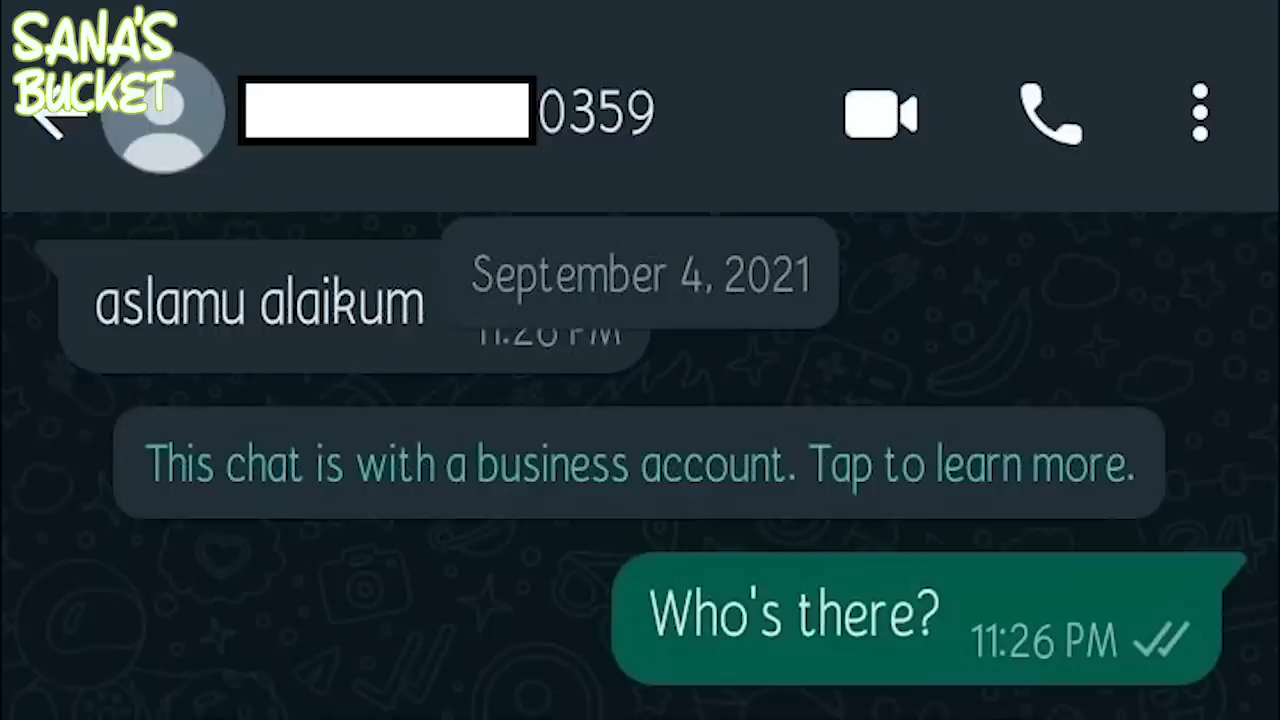 SANA'S
BUCKET
0359
September 4, 2021
aslamu alaikum
11:26 PM
This chat is with a business account. Tap to learn more.
Who's there?
11:26 PM